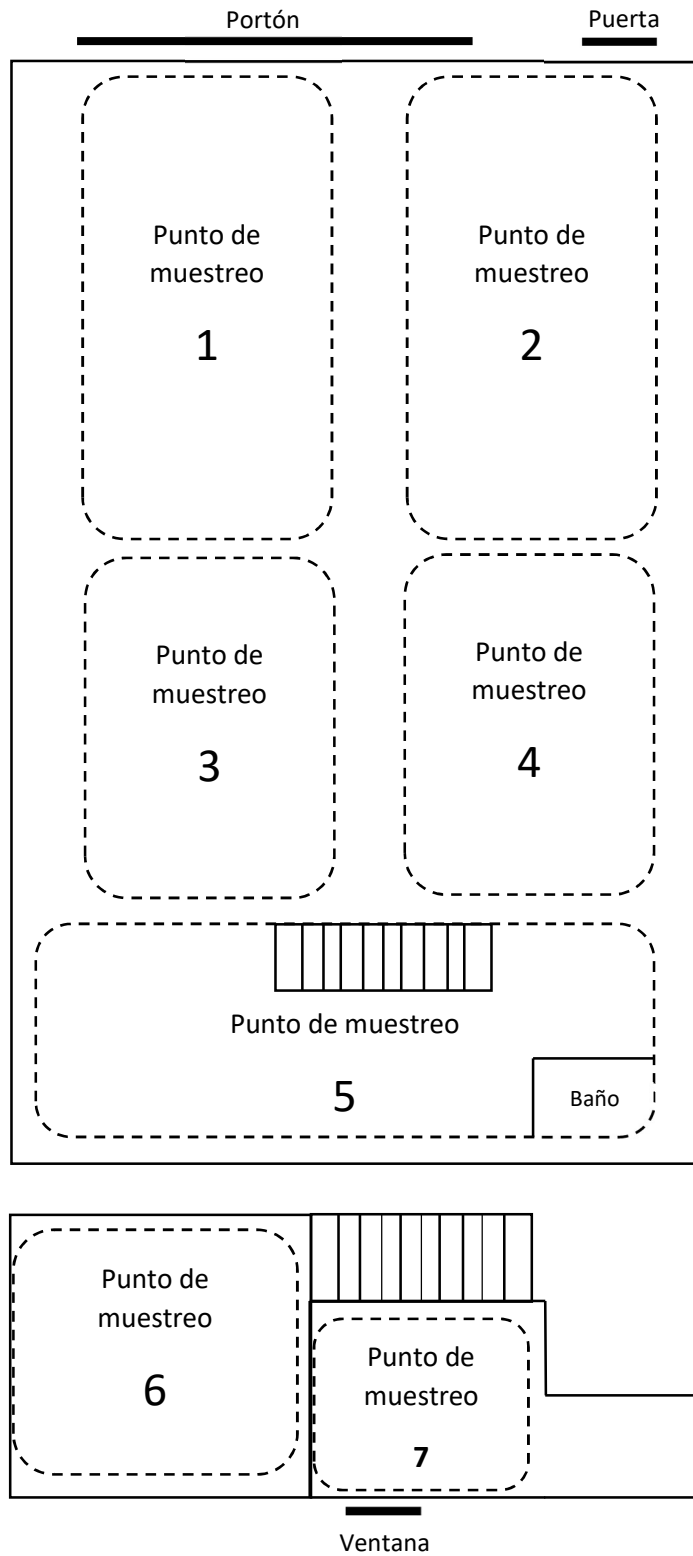 Portón
Puerta
Punto de
muestreo
1
Punto de
muestreo
2
Punto de
muestreo
3
Punto de
muestreo
4
Punto de muestreo
5
Baño
Punto de
muestreo
6
Punto de
muestreo
7
Ventana